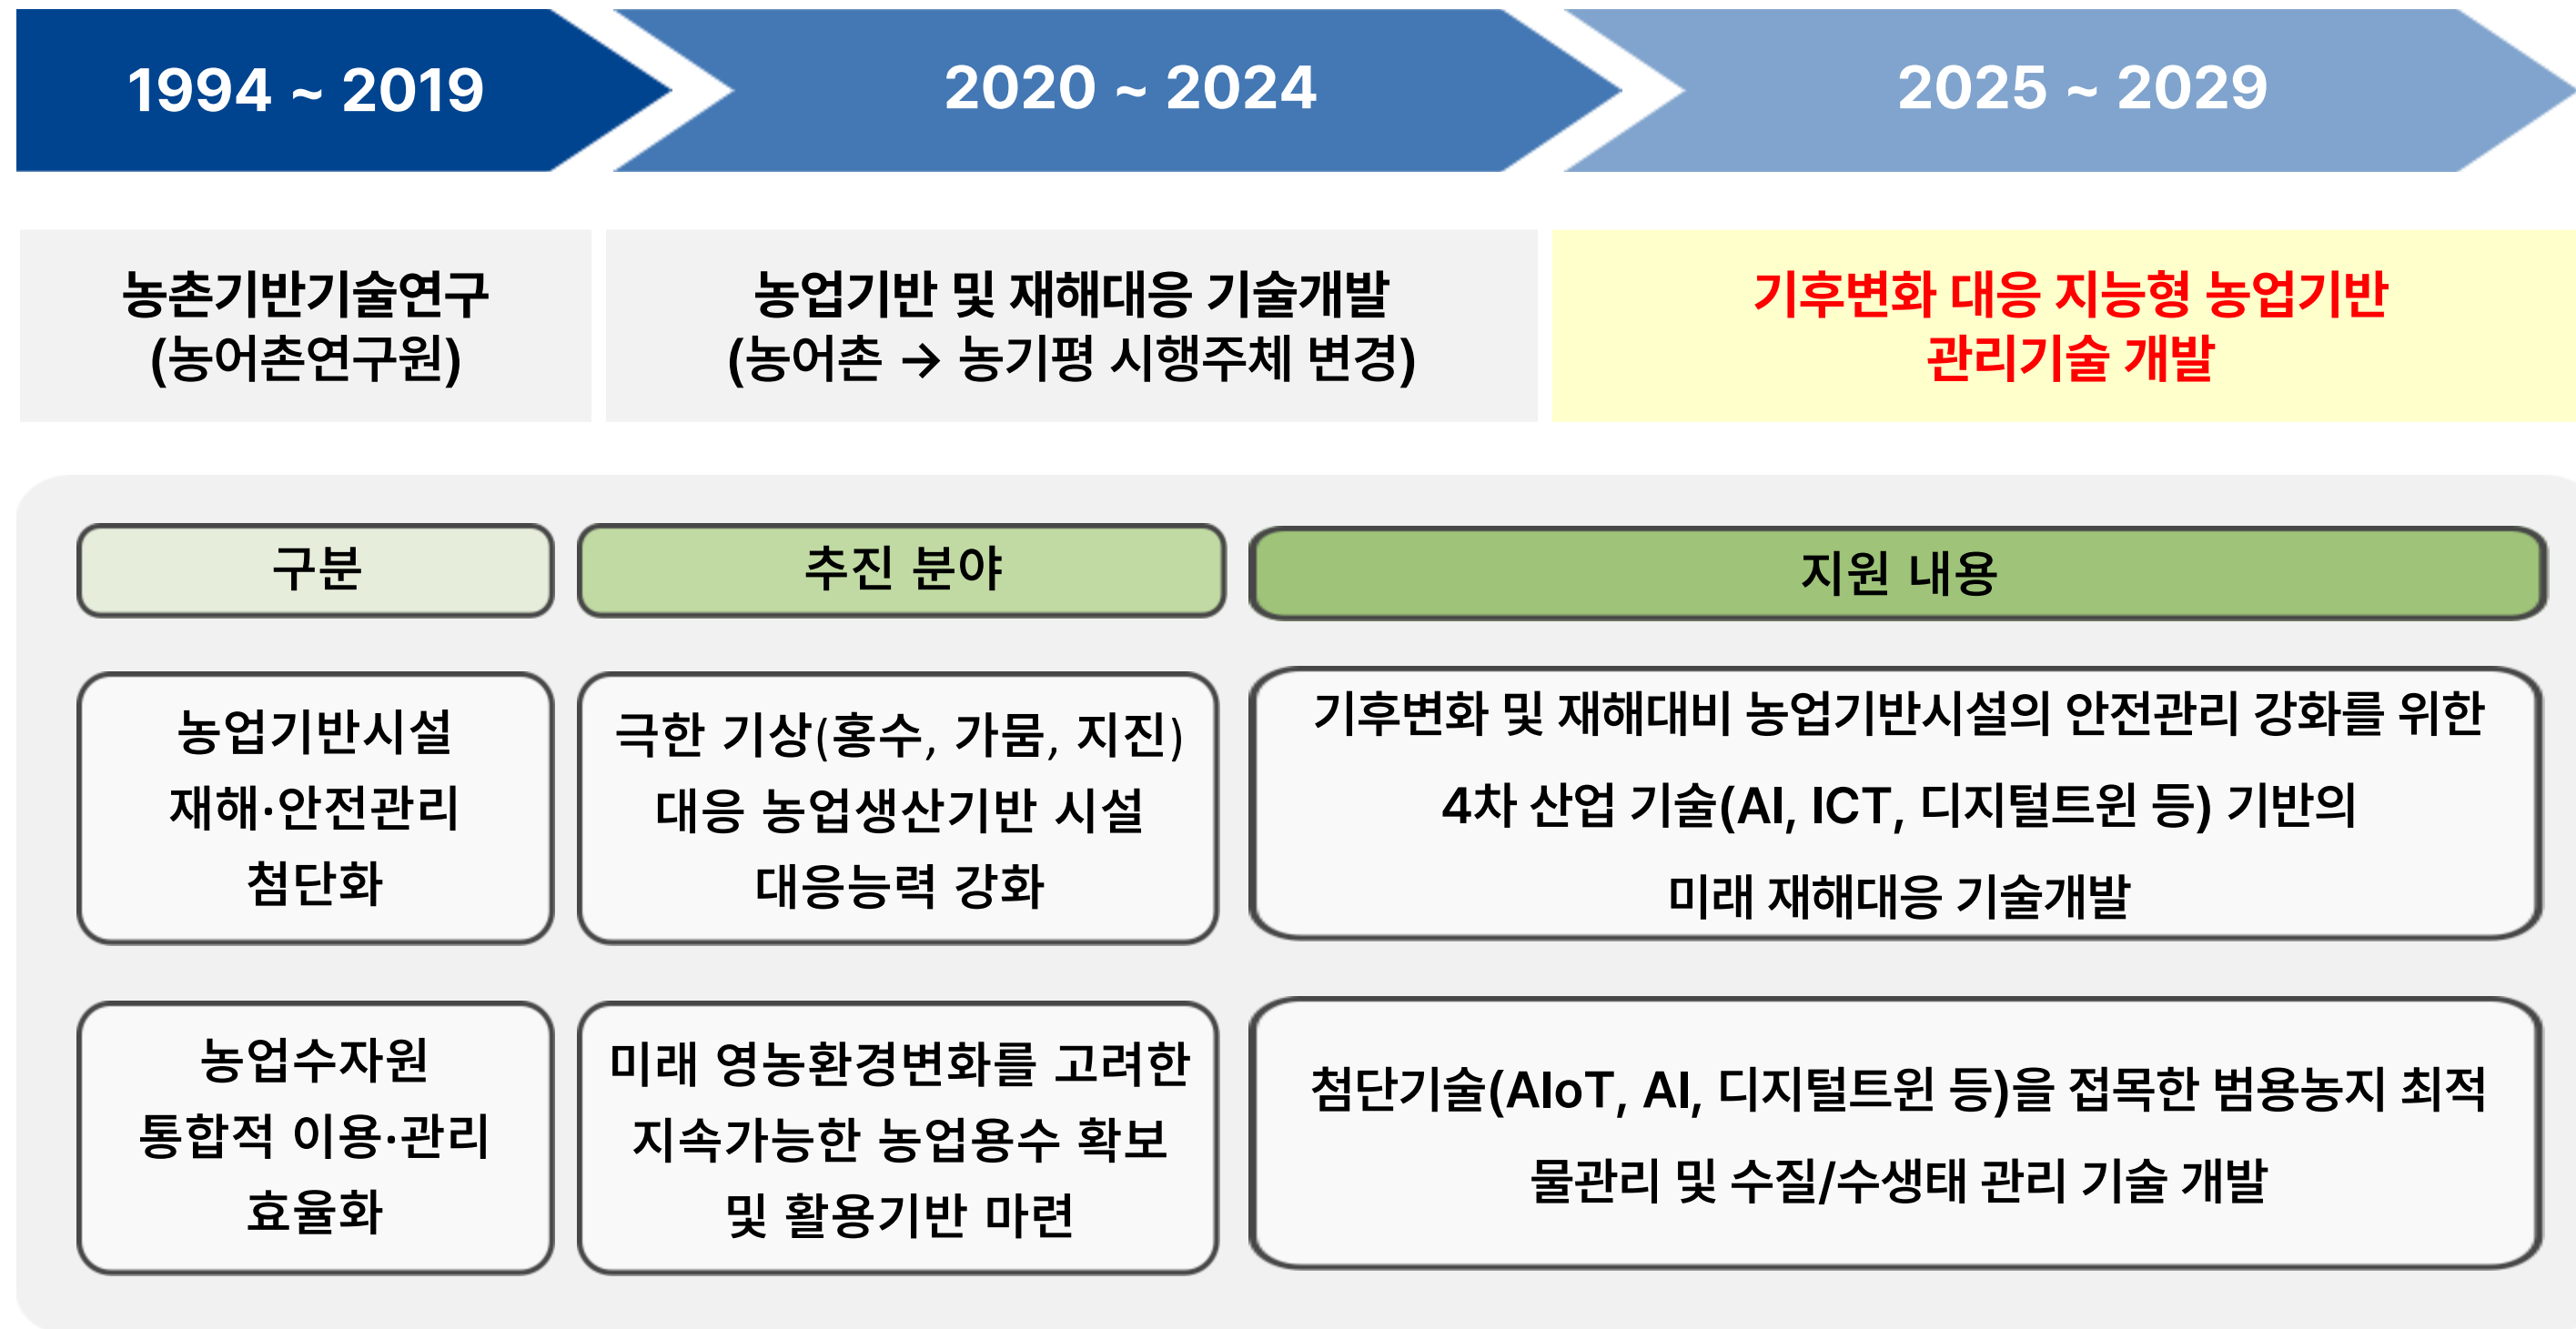 1994 ~ 2019
2020 ~ 2024
2025 ~ 2029
농촌기반기술연구
(농어촌연구원)
농업기반 및 재해대응 기술개발
(농어촌 → 농기평 시행주체 변경)
기후변화 대응 지능형 농업기반
관리기술 개발
구분
추진 분야
지원 내용
농업기반시설
재해·안전관리
첨단화
극한 기상(홍수, 가뭄, 지진)
대응 농업생산기반 시설
대응능력 강화
기후변화 및 재해대비 농업기반시설의 안전관리 강화를 위한
4차 산업 기술(AI, ICT, 디지털트윈 등) 기반의
미래 재해대응 기술개발
농업수자원
통합적 이용·관리
효율화
미래 영농환경변화를 고려한
지속가능한 농업용수 확보
및 활용기반 마련
첨단기술(AIoT, AI, 디지털트윈 등)을 접목한 범용농지 최적
물관리 및 수질/수생태 관리 기술 개발